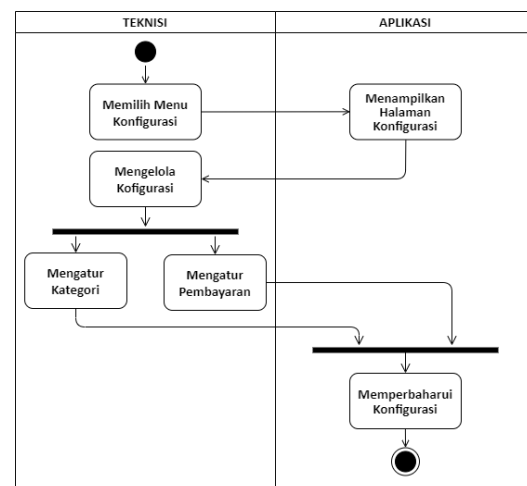 TEKNISI
APLIKASI
Memilih Menu
Konfigurasi
Menampilkan
Halaman
Konfigurasi
Mengelola
Kofigurasi
Mengatur
Kategori
Mengatur
Pembayaran
Memperbaharui
Konfigurasi